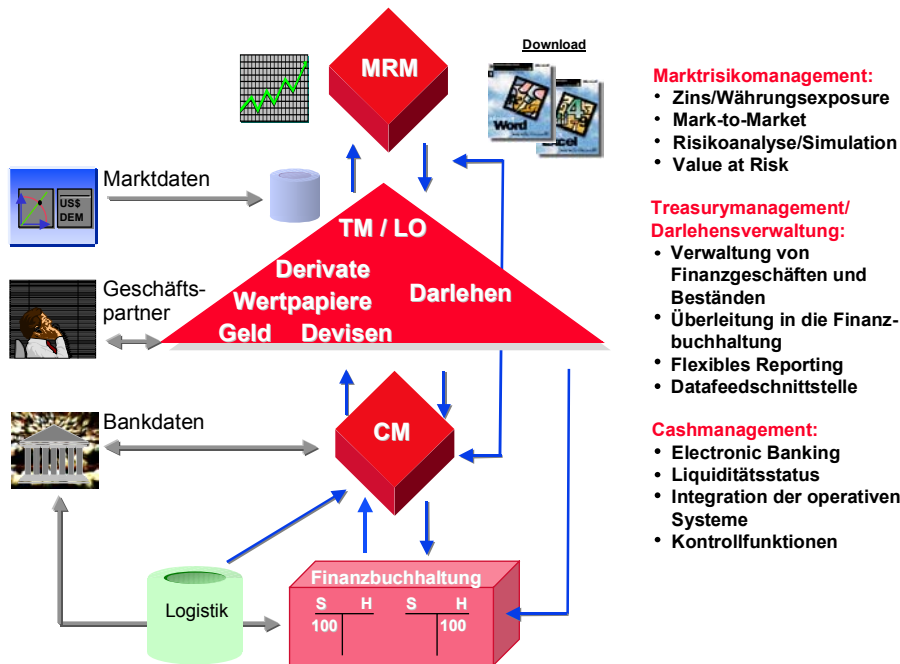 Download
MRM
Word
Excel
Marktdaten
US$
DEM
TM / LO
Derivate
Wertpapiere
Darlehen
Geld Devisen
Geschäfts-
partner
Bankdaten
CM
Logistik
Finanzbuchhaltung
S H S H
100 100
Marktrisikomanagement:
• Zins/Währungsexposure
• Mark-to-Market
• Risikoanalyse/Simulation
• Value at Risk
Treasurymanagement/
Darlehensverwaltung:
• Verwaltung von
Finanzgeschäften und
Beständen
• Überleitung in die Finanz-
buchhaltung
• Flexibles Reporting
• Datafeedschnittstelle
Cashmanagement:
• Electronic Banking
• Liquiditätsstatus
• Integration der operativen
Systeme
• Kontrollfunktionen